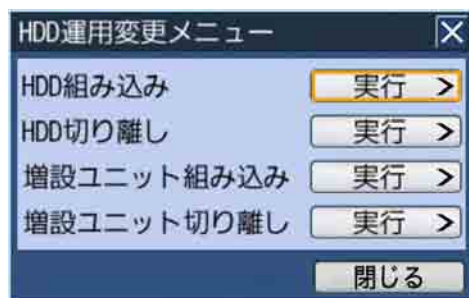 HDD運用変更メニュー
HDD組み込み 実行 >
HDD切り離し 実行 >
増設ユニット組み込み 実行 >
増設ユニット切り離し 実行 >
閉じる